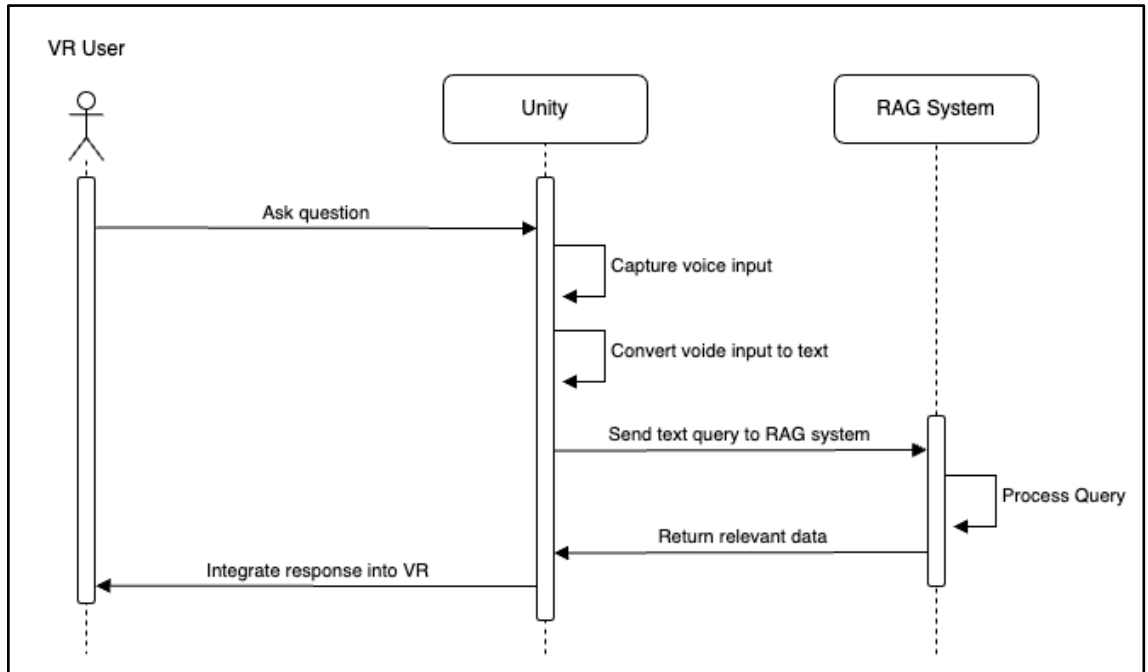 VR User
Unity
RAG System
Ask question
Capture voice input
Convert voide input to text
Send text query to RAG system
Process Query
Return relevant data
Integrate response into VR